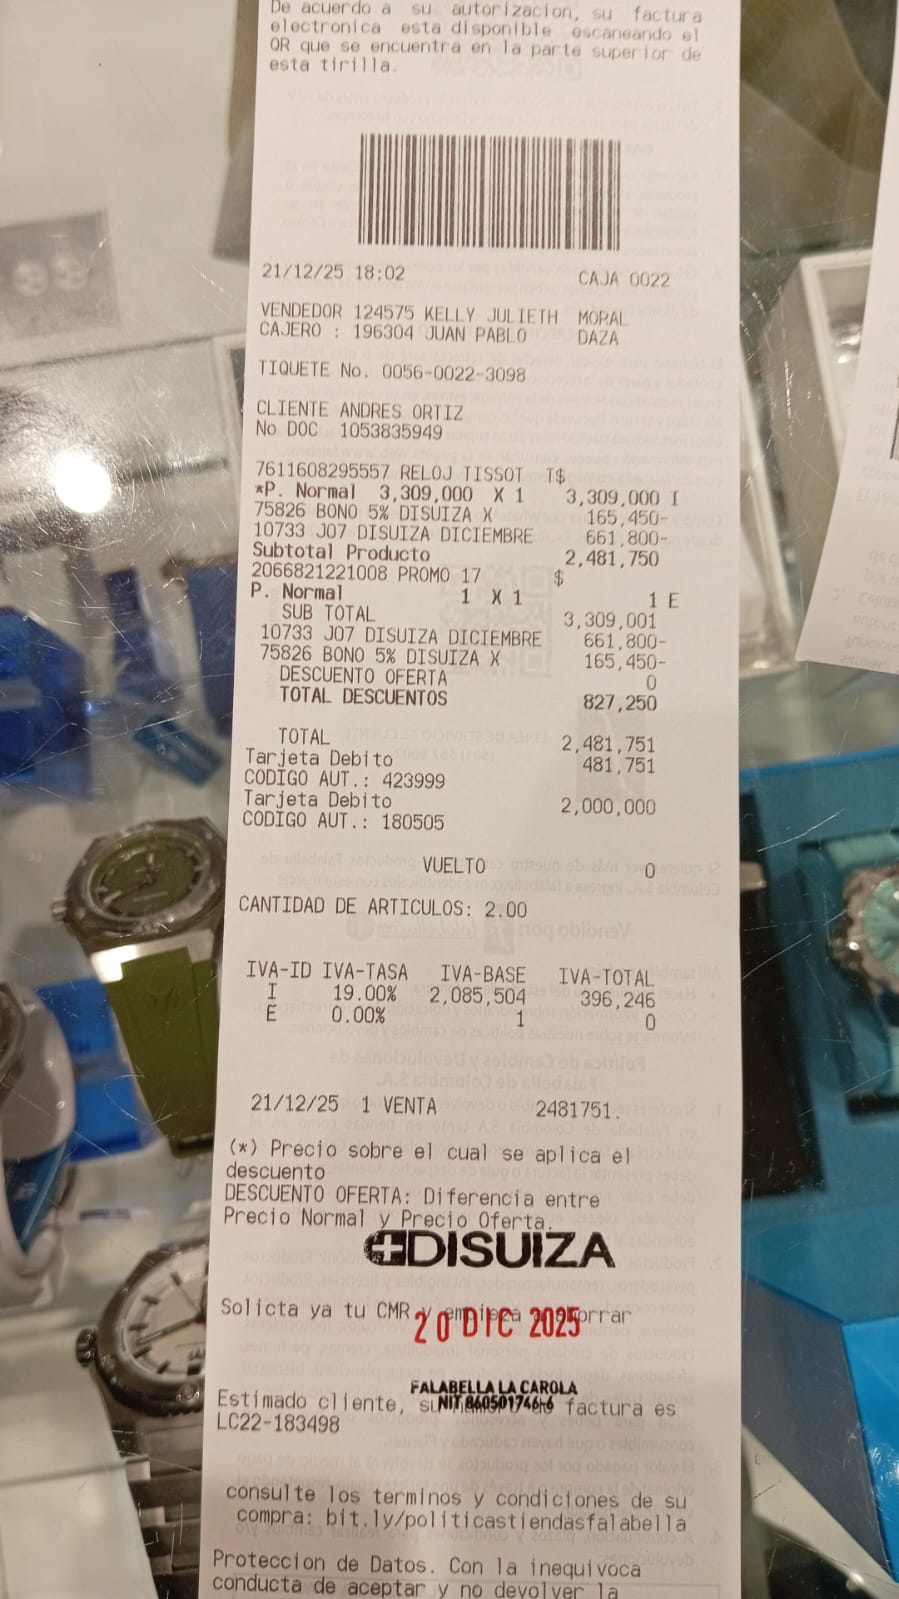 De acuerdo a su autorizacion, su factura
electronica esta disponible escaneando el
QR que se encuentra en la parte superior de
esta tirilla.
21/12/25 18:02 CAJA 0022
VENDEDOR 124575 KELLY JULIETH MORAL
CAJERO : 196304 JUAN PABLO DAZA
TIQUETE No. 0056-0022-3098
CLIENTE ANDRES ORTIZ
No DOC 1053835949
7611608295557 RELOJ TISSOT T$
*P. Normal 3,309,000 X 1 3,309,000 I
75826 BONO 5% DISUIZA X 165,450-
10733 J07 DISUIZA DICIEMBRE 661,800-
Subtotal Producto 2,481,750
2066821221008 PROMO 17 $
P. Normal 1 X 1 1 E
SUB TOTAL 3,309,001
10733 J07 DISUIZA DICIEMBRE 661,800-
75826 BONO 5% DISUIZA X 165,450-
DESCUENTO OFERTA 0
TOTAL DESCUENTOS 827,250
TOTAL 2,481,751
Tarjeta Debito 481,751
CODIGO AUT.: 423999
Tarjeta Debito 2,000,000
CODIGO AUT.: 180505
VUELTO 0
CANTIDAD DE ARTICULOS: 2.00
IVA-ID IVA-TASA IVA-BASE IVA-TOTAL
I 19.00% 2,085,504 396,246
E 0.00% 1 0
21/12/25 1 VENTA 2481751.
(*) Precio sobre el cual se aplica el
descuento
DESCUENTO OFERTA: Diferencia entre
Precio Normal y Precio Oferta.
DISUIZA
Solicta ya tu CMR y empieza a ahorrar
20 DIC 2025
FALABELLA LA CAROLA
NIT 860501746-6
Estimado cliente, su factura es
LC22-183498
consulte los terminos y condiciones de su
compra: bit.ly/politicastiendasfalabella
Proteccion de Datos. Con la inequivoca
conducta de aceptar y no devolver la